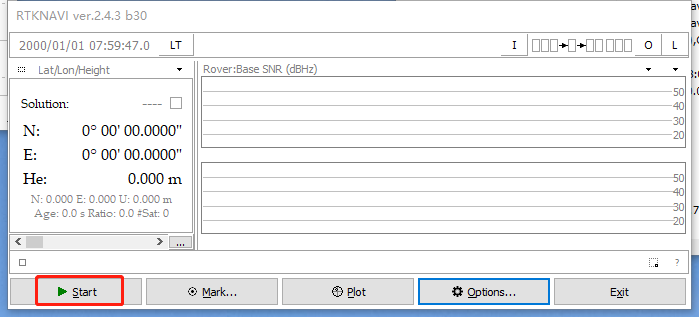 RTKNAVI ver.2.4.3 b30
2000/01/01 07:59:47.0 LT I O L
Lat/Lon/Height
Rover:Base SNR (dBHz)
Solution: ----
N: 0° 00' 00.0000"
E: 0° 00' 00.0000"
He: 0.000 m
N: 0.000 E: 0.000 U: 0.000 m
Age: 0.0 s Ratio: 0.0 #Sat: 0
...
50
40
30
20
50
40
30
20
?
Start Mark... Plot Options... Exit